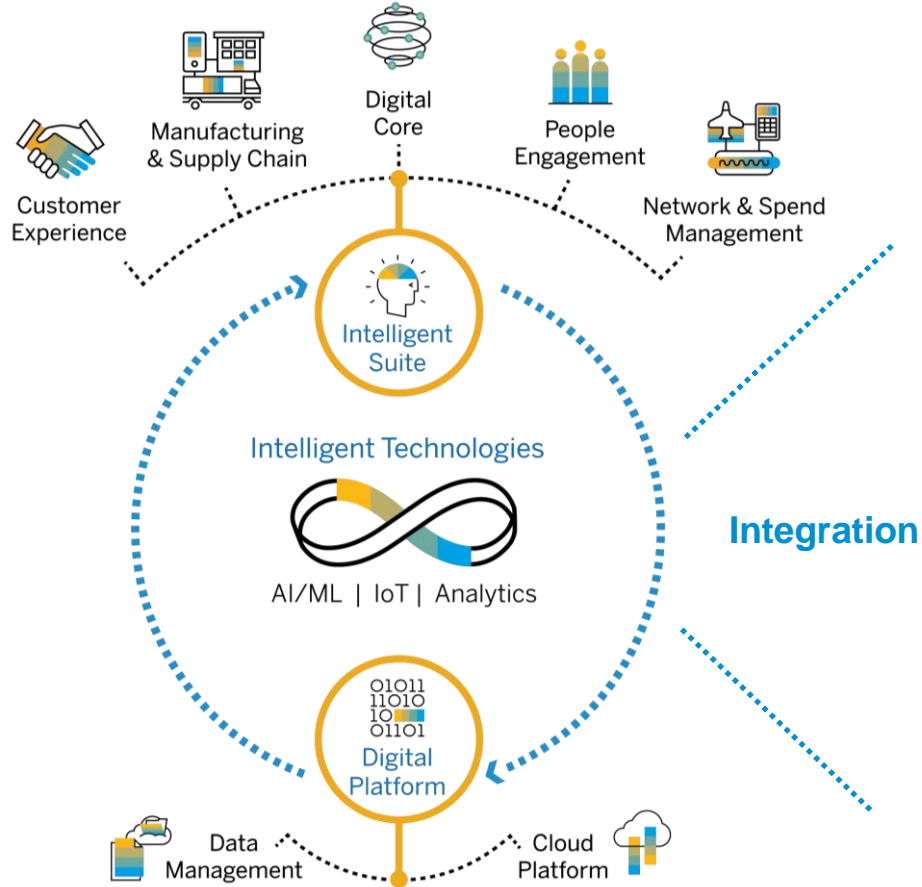 Digital
Core
Manufacturing
& Supply Chain
People
Engagement
Customer
Experience
Network & Spend
Management
Intelligent
Suite
Intelligent Technologies
AI/ML | IoT | Analytics
Integration
01011
11010
10
01101
Digital
Platform
Data
Management
Cloud
Platform